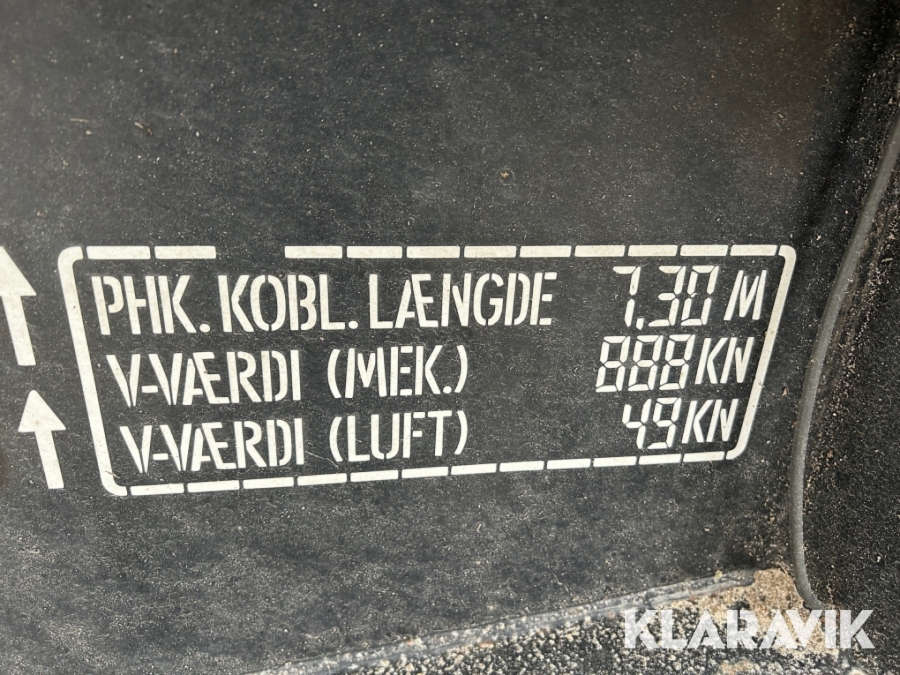 PHK. KOBL. LÆNGDE 7,30 M
V-VÆRDI (MEK.) 888 KN
V-VÆRDI (LUFT) 49 KN
KLARAVIK